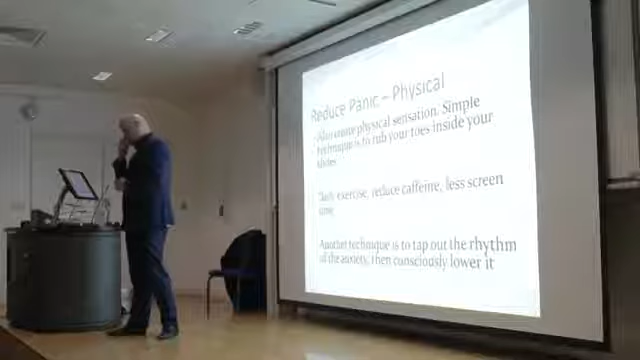 Reduce Panic – Physical
Also create physical sensation. Simple
technique is to rub your toes inside your
shoes
Daily exercise, reduce caffeine, less screen
time
Another technique is to tap out the rhythm
of the anxiety, then consciously lower it